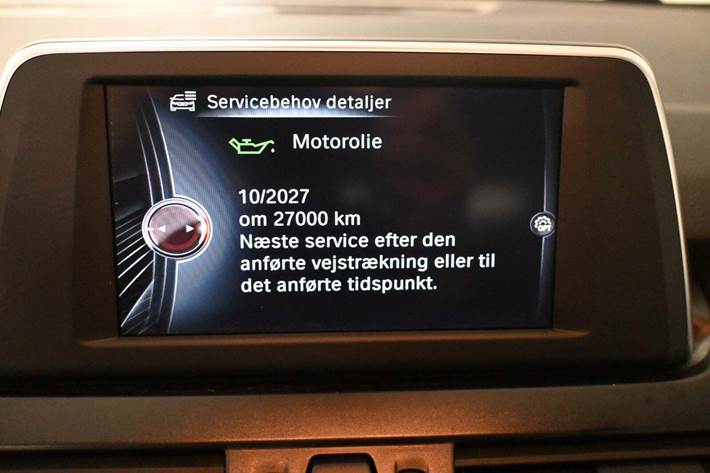 Servicebehov detaljer
Motorolie
10/2027
om 27000 km
Næste service efter den
anførte vejstrækning eller til
det anførte tidspunkt.
OPT